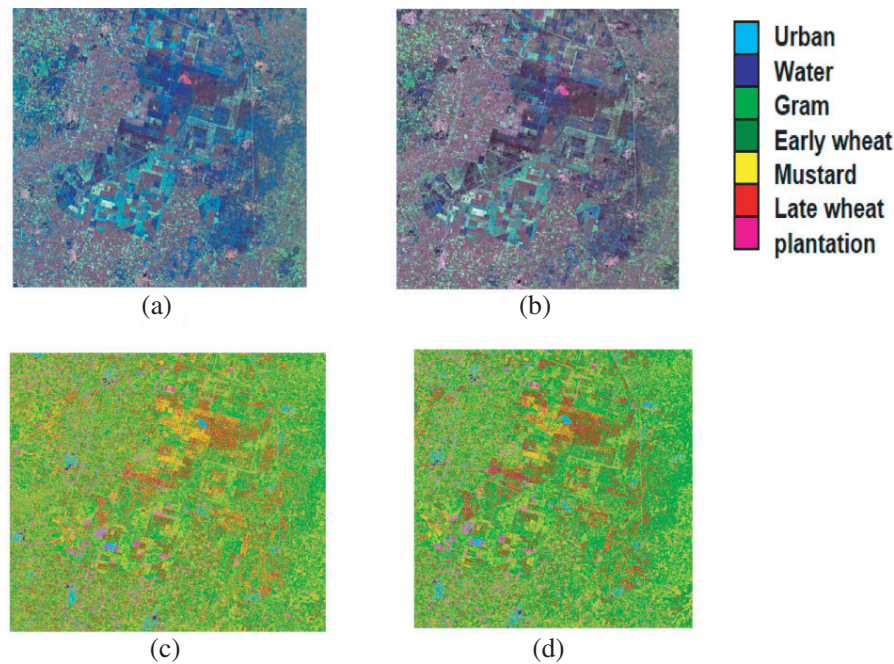 Urban
Water
Gram
Early wheat
Mustard
Late wheat
plantation
(a)
(b)
(c)
(d)